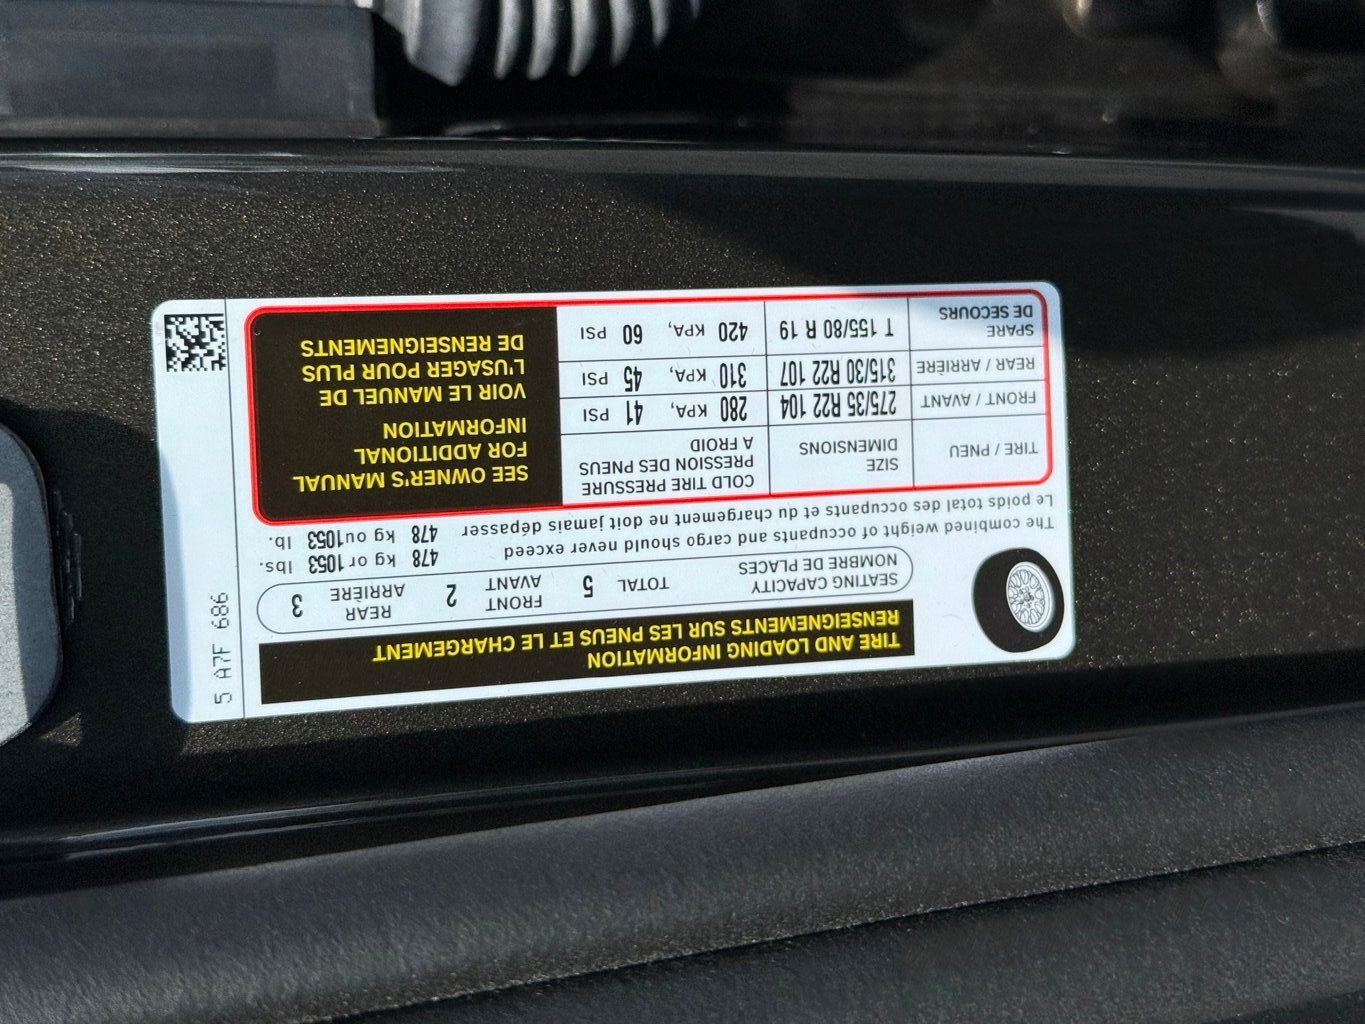 TIRE AND LOADING INFORMATION
RENSEIGNEMENTS SUR LES PNEUS ET LE CHARGEMENT
SEATING CAPACITY
NOMBRE DE PLACES
TOTAL 5
FRONT
AVANT 2
REAR
ARRIÈRE 3
The combined weight of occupants and cargo should never exceed 478 kg or 1053 lbs.
Le poids total des occupants et du chargement ne doit jamais dépasser 478 kg ou 1053 lb.
TIRE / PNEU
SIZE
DIMENSIONS
COLD TIRE PRESSURE
PRESSION DES PNEUS
A FROID
FRONT / AVANT 275/35 R22 104 280 KPA, 41 PSI
REAR / ARRIÈRE 315/30 R22 107 310 KPA, 45 PSI
SPARE
DE SECOURS T 155/80 R 19 420 KPA, 60 PSI
SEE OWNER'S MANUAL
FOR ADDITIONAL
INFORMATION
VOIR LE MANUEL DE
L'USAGER POUR PLUS
DE RENSEIGNEMENTS
5 A7F 686